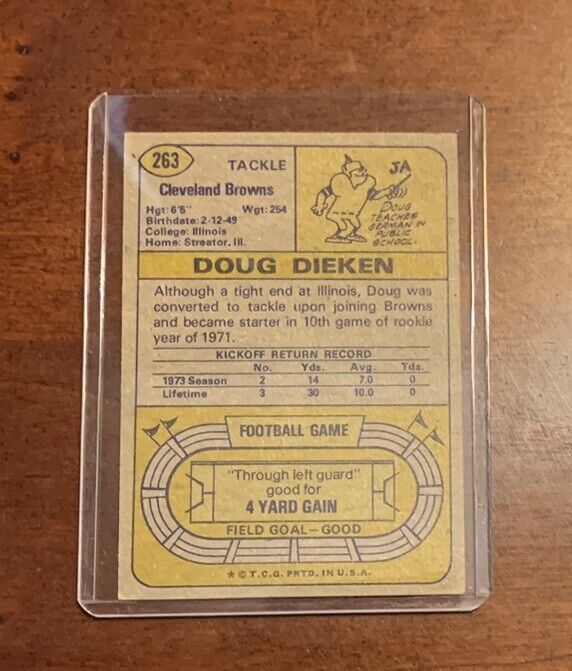 263
TACKLE
Cleveland Browns
Hgt: 6'5" Wgt: 254
Birthdate: 2-12-49
College: Illinois
Home: Streator, Ill.
JA
DOUG
TEACHES
GERMAN IN
PUBLIC
SCHOOL.
DOUG DIEKEN
Although a tight end at Illinois, Doug was
converted to tackle upon joining Browns
and became starter in 10th game of rookie
year of 1971.
KICKOFF RETURN RECORD
No. Yds. Avg. Tds.
1973 Season 2 14 7.0 0
Lifetime 3 30 10.0 0
FOOTBALL GAME
"Through left guard"
good for
4 YARD GAIN
FIELD GOAL—GOOD
★ © T.C.G. PRTD. IN U.S.A.